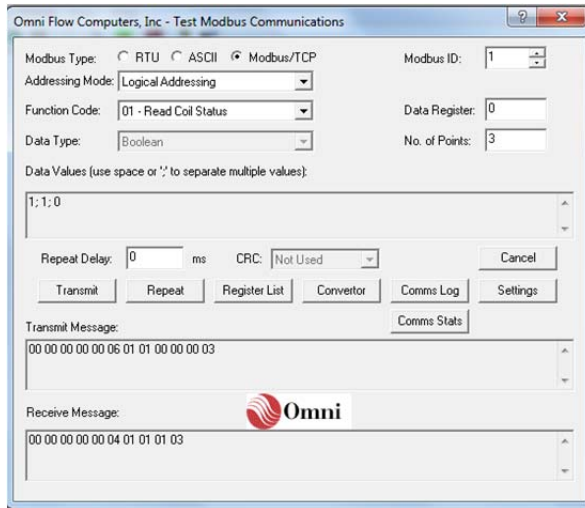 Omni Flow Computers, Inc - Test Modbus Communications
Modbus Type: RTU ASCII Modbus/TCP Modbus ID: 1
Addressing Mode: Logical Addressing
Function Code: 01 - Read Coil Status Data Register: 0
Data Type: Boolean No. of Points: 3
Data Values (use space or ';' to separate multiple values):
1; 1; 0
Repeat Delay: 0 ms CRC: Not Used Cancel
Transmit Repeat Register List Convertor Comms Log Settings
Comms Stats
Transmit Message:
00 00 00 00 00 06 01 01 00 00 00 03
Omni
Receive Message:
00 00 00 00 00 04 01 01 01 03